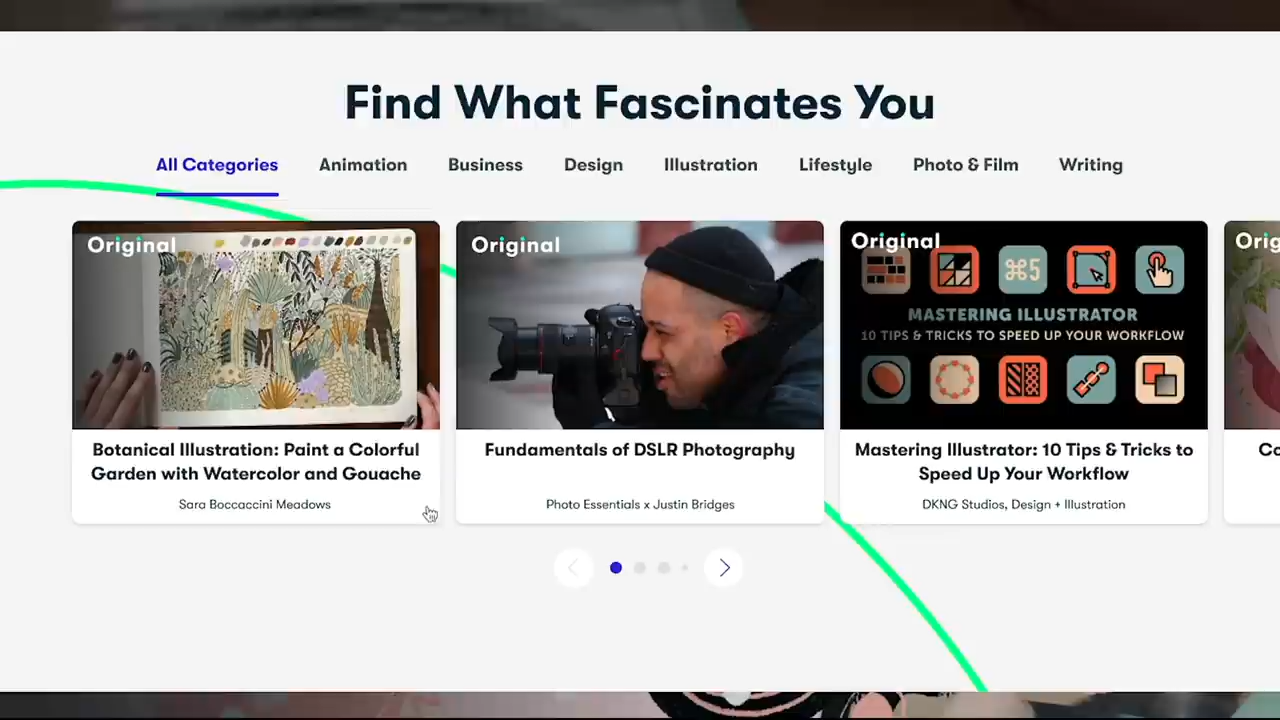 Find What Fascinates You
All Categories Animation Business Design Illustration Lifestyle Photo & Film Writing
Original
Botanical Illustration: Paint a Colorful
Garden with Watercolor and Gouache
Sara Boccaccini Meadows
Original
Fundamentals of DSLR Photography
Photo Essentials x Justin Bridges
Original
⌘5
MASTERING ILLUSTRATOR
10 TIPS & TRICKS TO SPEED UP YOUR WORKFLOW
Mastering Illustrator: 10 Tips & Tricks to
Speed Up Your Workflow
DKNG Studios, Design + Illustration
Orig
Co